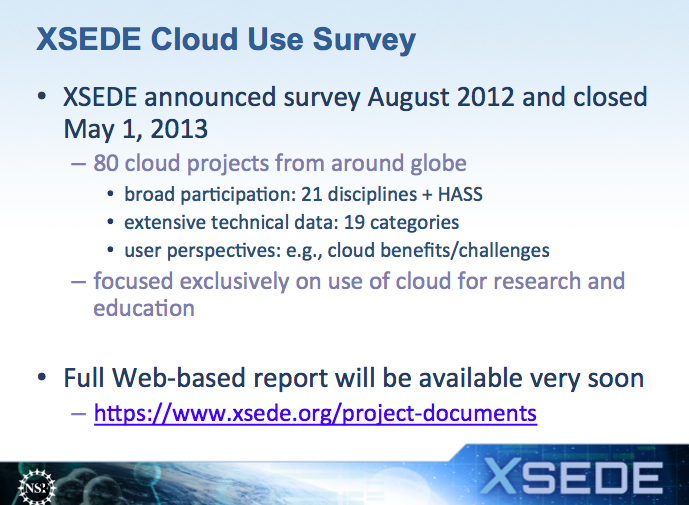 XSEDE Cloud Use Survey
• XSEDE announced survey August 2012 and closed
May 1, 2013
– 80 cloud projects from around globe
• broad participation: 21 disciplines + HASS
• extensive technical data: 19 categories
• user perspectives: e.g., cloud benefits/challenges
– focused exclusively on use of cloud for research and
education
• Full Web-based report will be available very soon
– https://www.xsede.org/project-documents
NSF
XSEDE